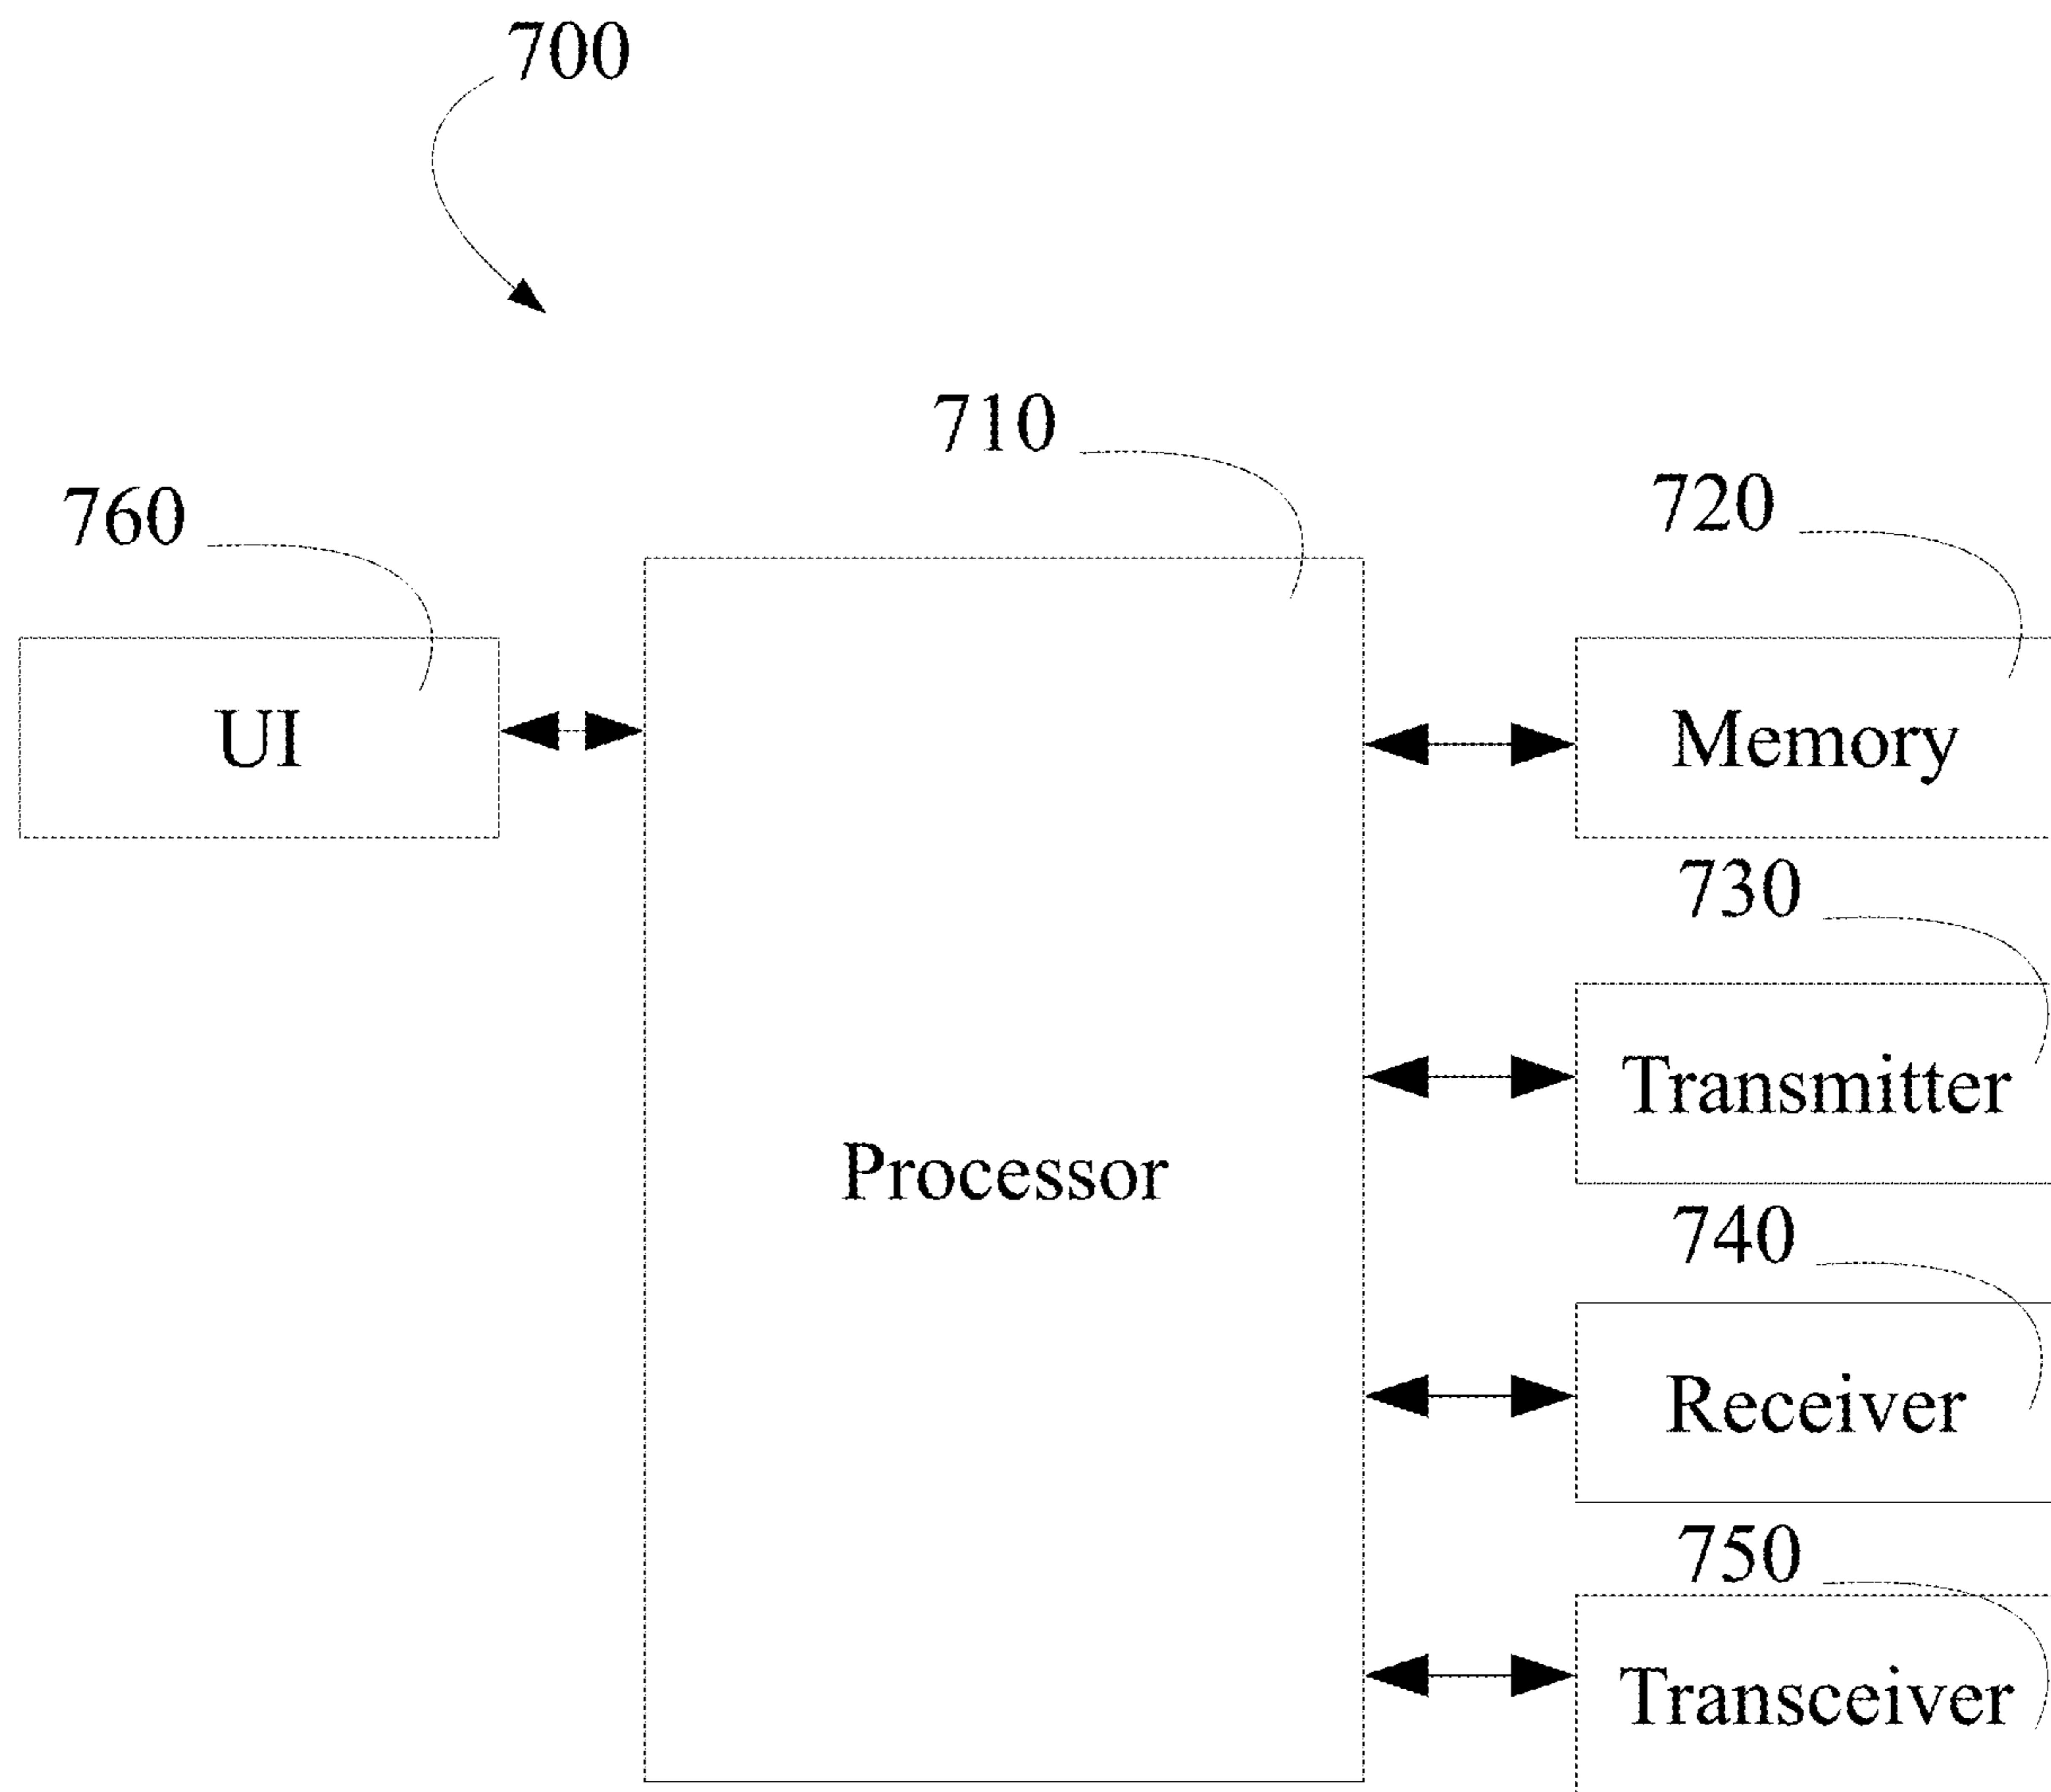 700
710
760
720
UI
Memory
730
Transmitter
Processor
740
Receiver
750
Transceiver